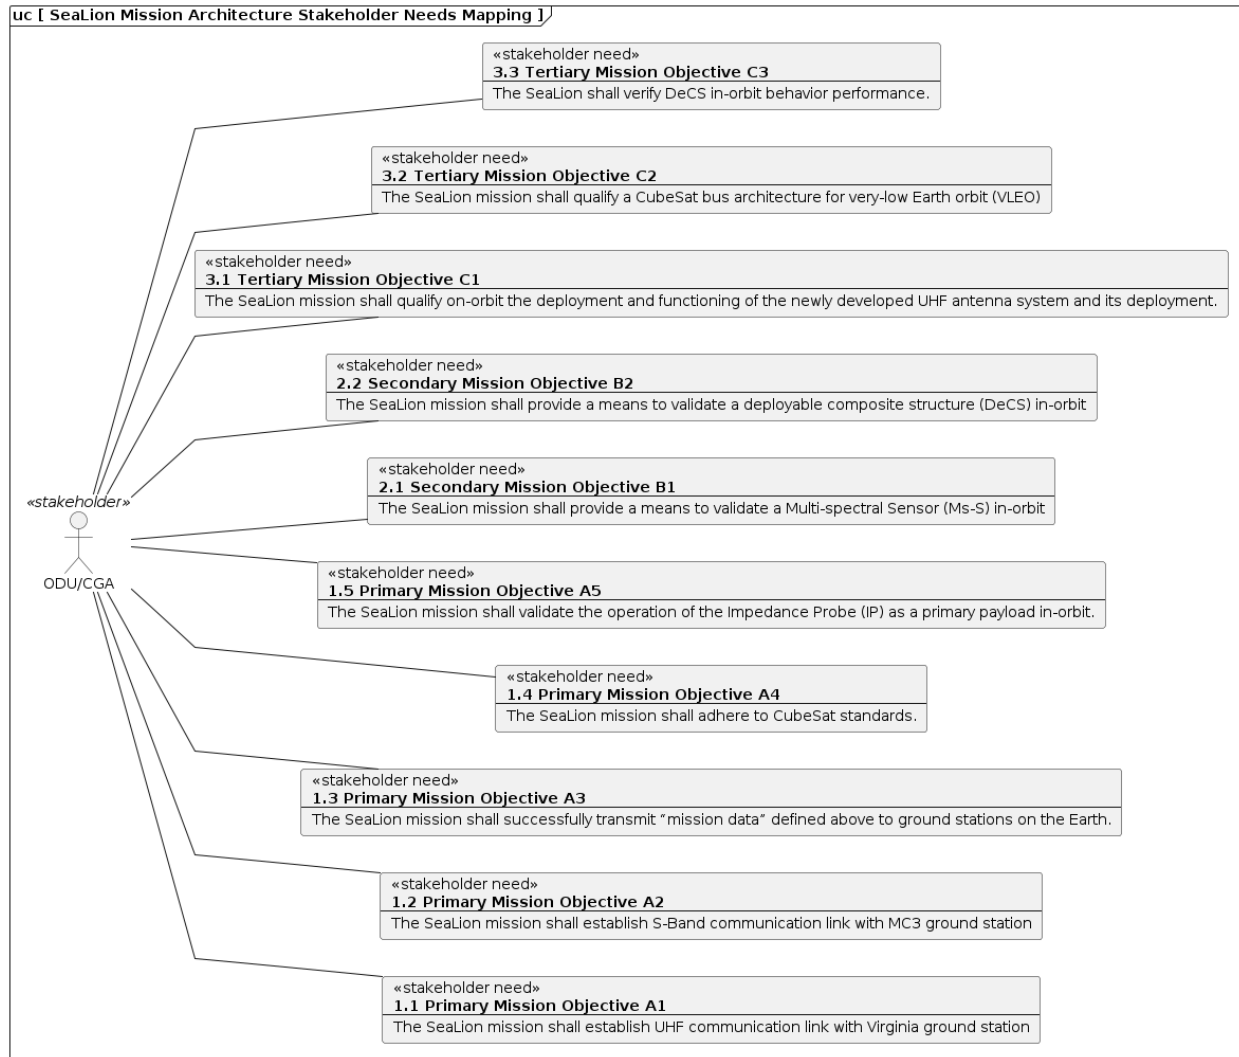 uc [ SeaLion Mission Architecture Stakeholder Needs Mapping ]
«stakeholder need»
3.3 Tertiary Mission Objective C3
The SeaLion shall verify DeCS in-orbit behavior performance.
«stakeholder need»
3.2 Tertiary Mission Objective C2
The SeaLion mission shall qualify a CubeSat bus architecture for very-low Earth orbit (VLEO)
«stakeholder need»
3.1 Tertiary Mission Objective C1
The SeaLion mission shall qualify on-orbit the deployment and functioning of the newly developed UHF antenna system and its deployment.
«stakeholder need»
2.2 Secondary Mission Objective B2
The SeaLion mission shall provide a means to validate a deployable composite structure (DeCS) in-orbit
«stakeholder need»
2.1 Secondary Mission Objective B1
The SeaLion mission shall provide a means to validate a Multi-spectral Sensor (Ms-S) in-orbit
«stakeholder»
ODU/CGA
«stakeholder need»
1.5 Primary Mission Objective A5
The SeaLion mission shall validate the operation of the Impedance Probe (IP) as a primary payload in-orbit.
«stakeholder need»
1.4 Primary Mission Objective A4
The SeaLion mission shall adhere to CubeSat standards.
«stakeholder need»
1.3 Primary Mission Objective A3
The SeaLion mission shall successfully transmit “mission data” defined above to ground stations on the Earth.
«stakeholder need»
1.2 Primary Mission Objective A2
The SeaLion mission shall establish S-Band communication link with MC3 ground station
«stakeholder need»
1.1 Primary Mission Objective A1
The SeaLion mission shall establish UHF communication link with Virginia ground station